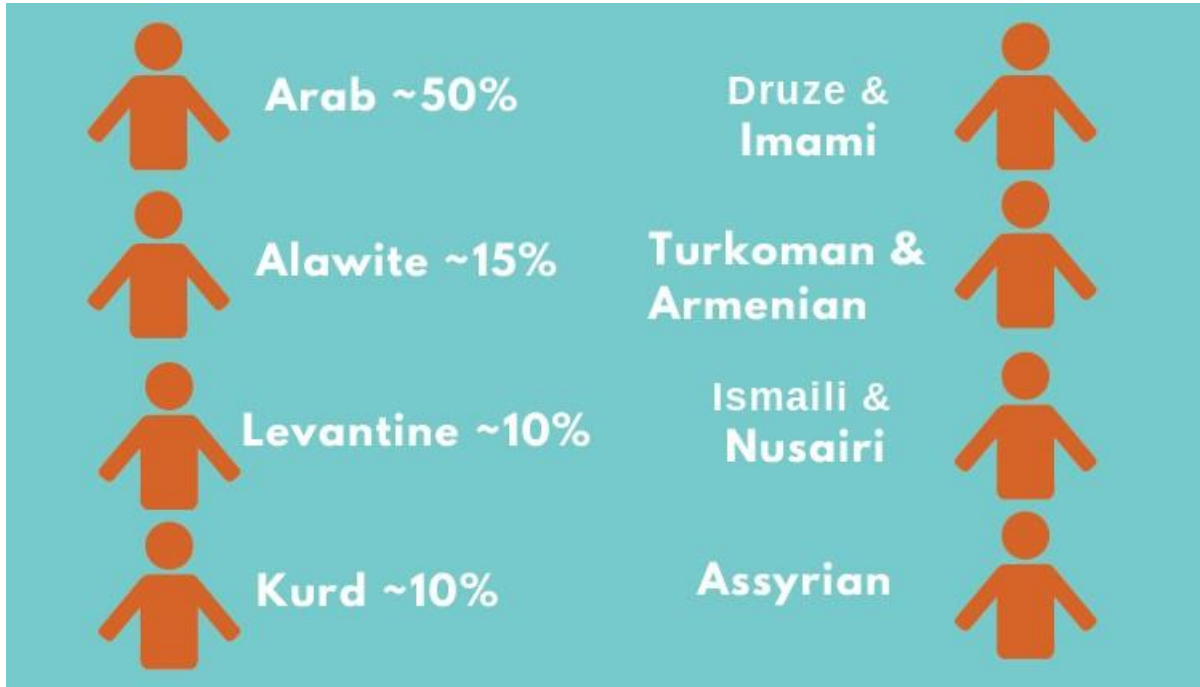 Arab ~50%
Alawite ~15%
Levantine ~10%
Kurd ~10%
Druze &
Imami
Turkoman &
Armenian
Ismaili &
Nusairi
Assyrian